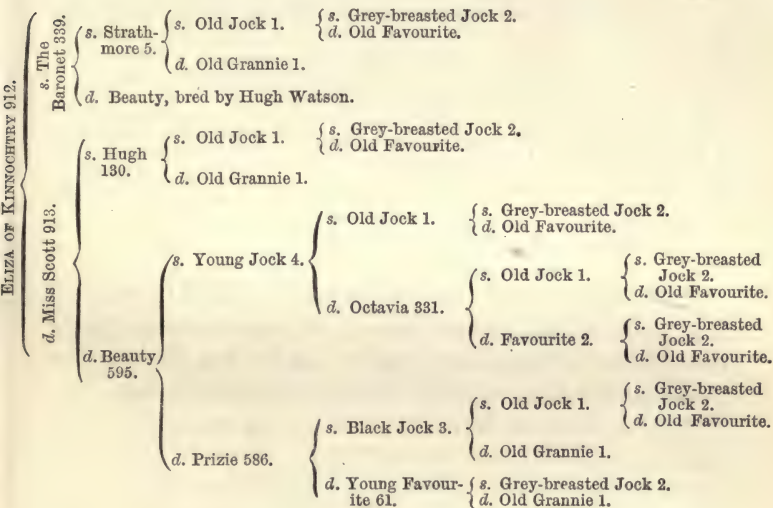 ELIZA OF KINNOCHTRY 912.
s. The
Baronet 339.
s. Strath-
more 5.
s. Old Jock 1.
s. Grey-breasted Jock 2.
d. Old Favourite.
d. Old Grannie 1.
d. Beauty, bred by Hugh Watson.
d. Miss Scott 913.
s. Hugh
130.
s. Old Jock 1.
s. Grey-breasted Jock 2.
d. Old Favourite.
d. Old Grannie 1.
d. Beauty
595.
s. Young Jock 4.
s. Old Jock 1.
s. Grey-breasted Jock 2.
d. Old Favourite.
d. Octavia 331.
s. Old Jock 1.
s. Grey-breasted
Jock 2.
d. Old Favourite.
d. Favourite 2.
s. Grey-breasted
Jock 2.
d. Old Favourite.
d. Prizie 586.
s. Black Jock 3.
s. Old Jock 1.
s. Grey-breasted
Jock 2.
d. Old Favourite.
d. Old Grannie 1.
d. Young Favour-
ite 61.
s. Grey-breasted Jock 2.
d. Old Grannie 1.